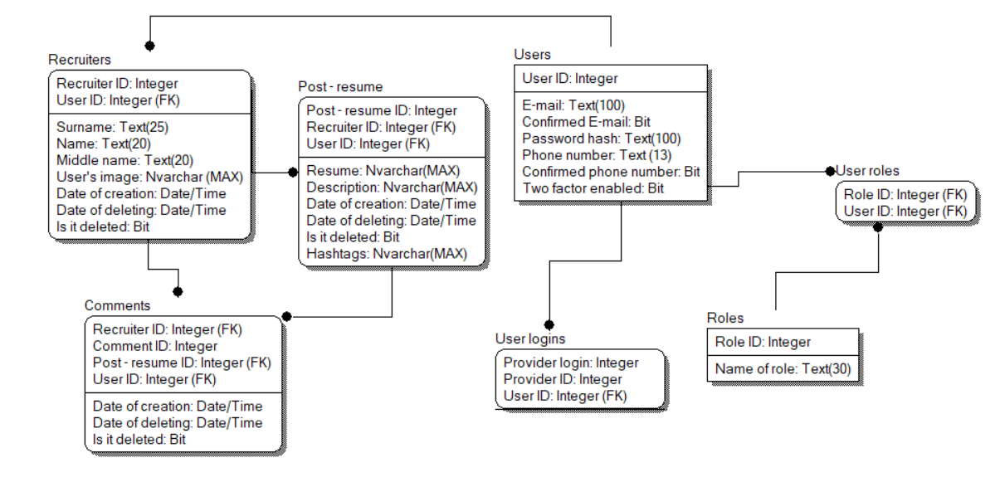 Recruiters
Recruiter ID: Integer
User ID: Integer (FK)
Surname: Text(25)
Name: Text(20)
Middle name: Text(20)
User's image: Nvarchar (MAX)
Date of creation: Date/Time
Date of deleting: Date/Time
Is it deleted: Bit
Post - resume
Post - resume ID: Integer
Recruiter ID: Integer (FK)
User ID: Integer (FK)
Resume: Nvarchar(MAX)
Description: Nvarchar(MAX)
Date of creation: Date/Time
Date of deleting: Date/Time
Is it deleted: Bit
Hashtags: Nvarchar(MAX)
Users
User ID: Integer
E-mail: Text(100)
Confirmed E-mail: Bit
Password hash: Text(100)
Phone number: Text (13)
Confirmed phone number: Bit
Two factor enabled: Bit
User roles
Role ID: Integer (FK)
User ID: Integer (FK)
Comments
Recruiter ID: Integer (FK)
Comment ID: Integer
Post - resume ID: Integer (FK)
User ID: Integer (FK)
Date of creation: Date/Time
Date of deleting: Date/Time
Is it deleted: Bit
User logins
Provider login: Integer
Provider ID: Integer
User ID: Integer (FK)
Roles
Role ID: Integer
Name of role: Text(30)